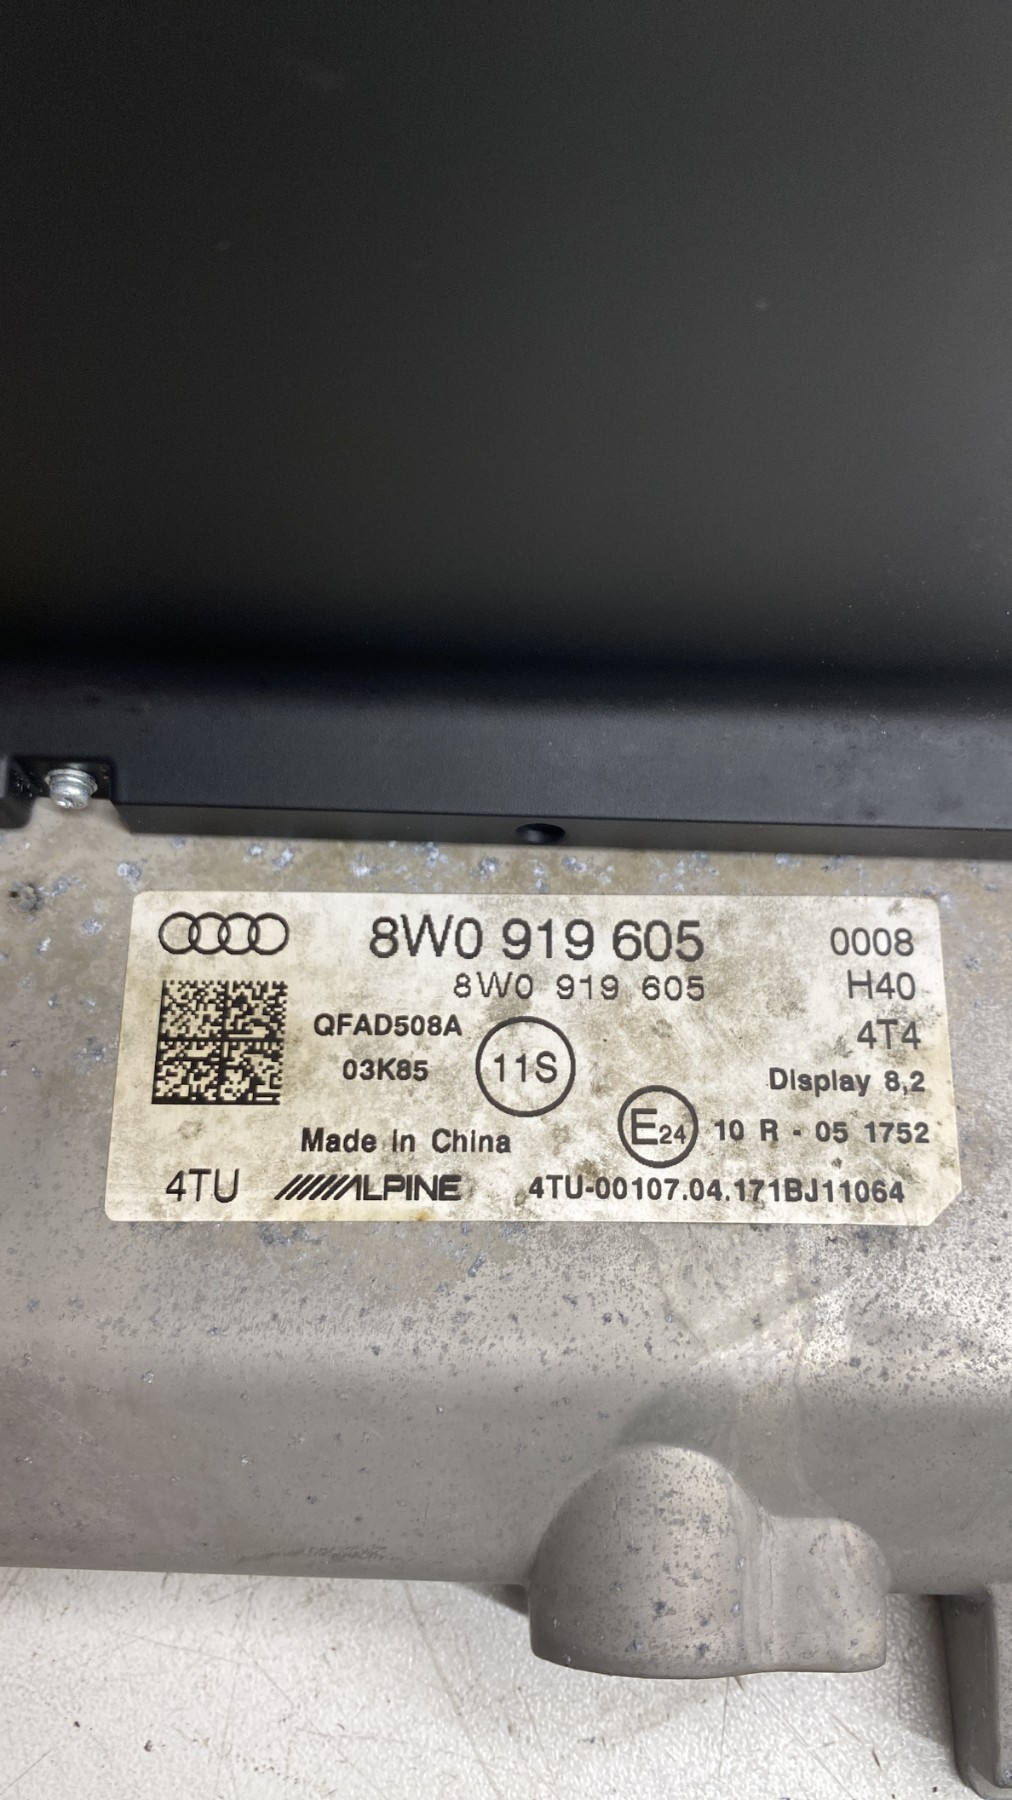 8W0 919 605 0008
8W0 919 605 H40
QFAD508A 4T4
03K85 11S Display 8,2
Made in China E24 10 R - 05 1752
4TU ALPINE 4TU-00107.04.171BJ11064